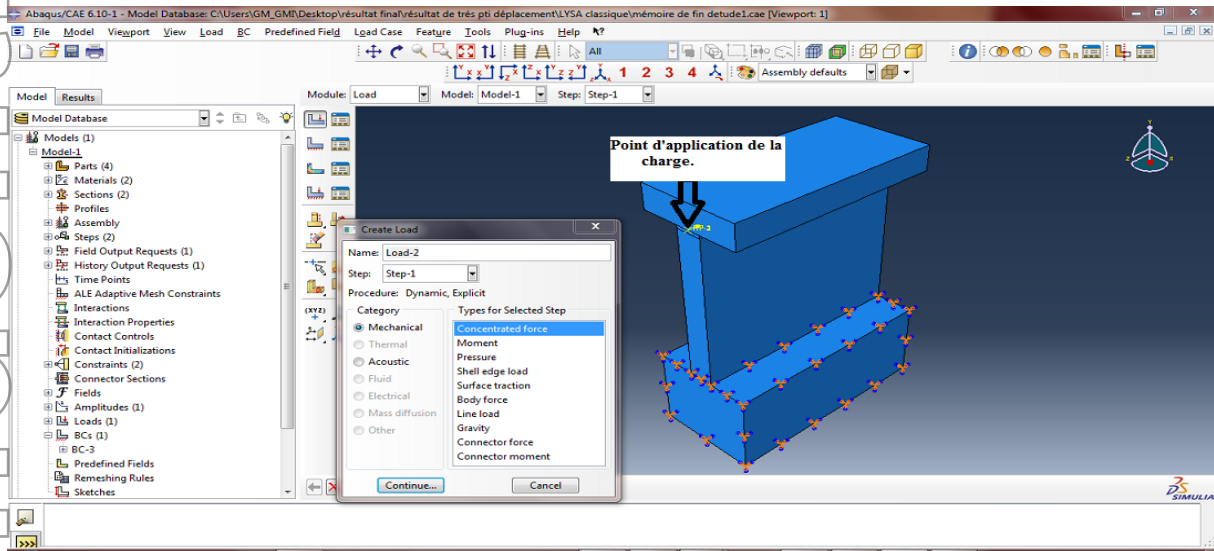 Abaqus/CAE 6.10-1 - Model Database: C:\Users\GM_GMI\Desktop\résultat final\résultat de trés pti déplacement\LYSA classique\mémoire de fin detude1.cae [Viewport: 1]
File Model Viewport View Load BC Predefined Field Load Case Feature Tools Plug-ins Help
All
1 2 3 4 Assembly defaults
Model Results
Module: Load Model: Model-1 Step: Step-1
Model Database
Models (1)
Model-1
Parts (4)
Materials (2)
Sections (2)
Profiles
Assembly
Steps (2)
Field Output Requests (1)
History Output Requests (1)
Time Points
ALE Adaptive Mesh Constraints
Interactions
Interaction Properties
Contact Controls
Contact Initializations
Constraints (2)
Connector Sections
Fields
Amplitudes (1)
Loads (1)
BCs (1)
BC-3
Predefined Fields
Remeshing Rules
Sketches
(XYZ)
Create Load
Name: Load-2
Step: Step-1
Procedure: Dynamic, Explicit
Category
Mechanical
Thermal
Acoustic
Fluid
Electrical
Mass diffusion
Other
Types for Selected Step
Concentrated force
Moment
Pressure
Shell edge load
Surface traction
Body force
Line load
Gravity
Connector force
Connector moment
Continue... Cancel
Point d'application de la
charge.
Y
Z
SIMULIA
>>>